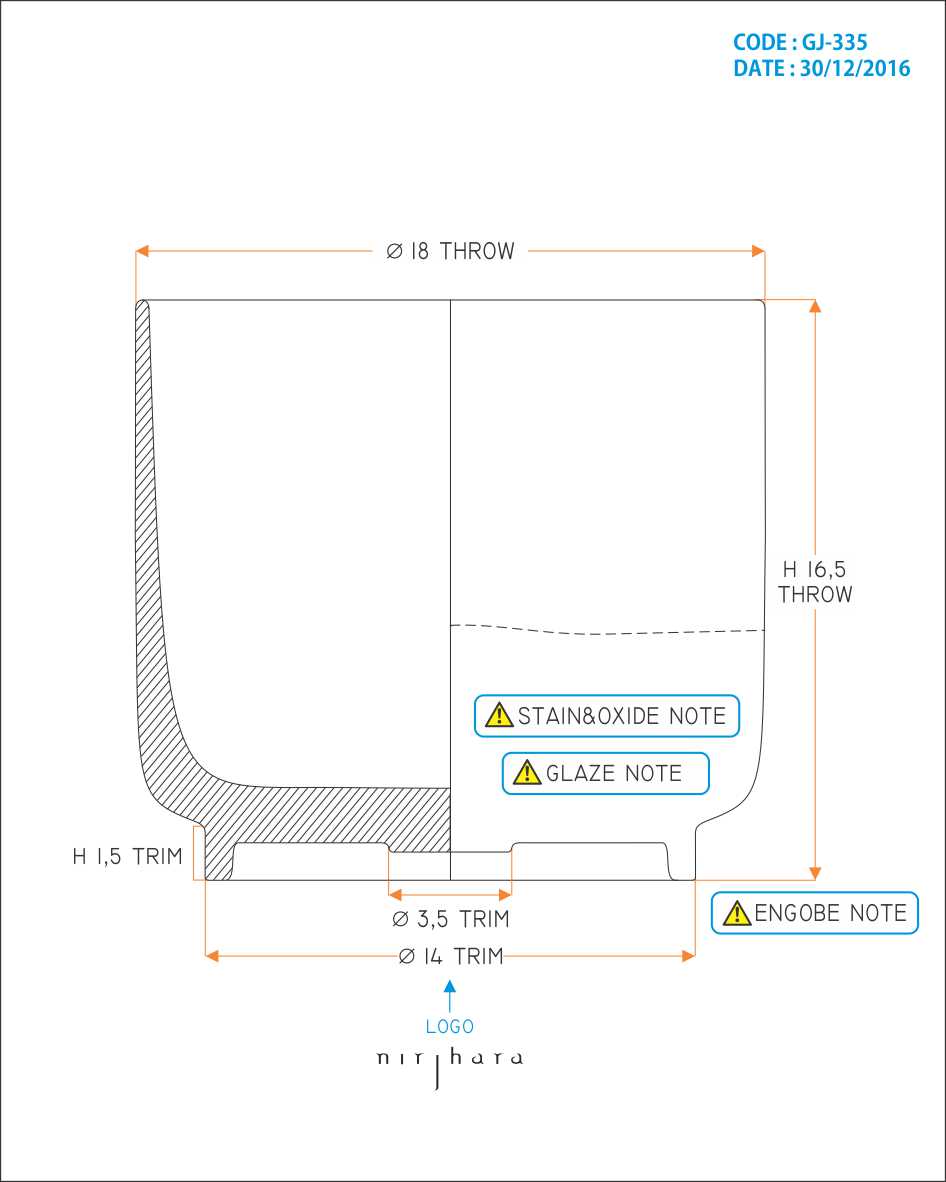 CODE : GJ-335
DATE : 30/12/2016
Ø 18 THROW
H 16,5
THROW
STAIN&OXIDE NOTE
GLAZE NOTE
H 1,5 TRIM
Ø 3,5 TRIM
ENGOBE NOTE
Ø 14 TRIM
LOGO
nirjhara